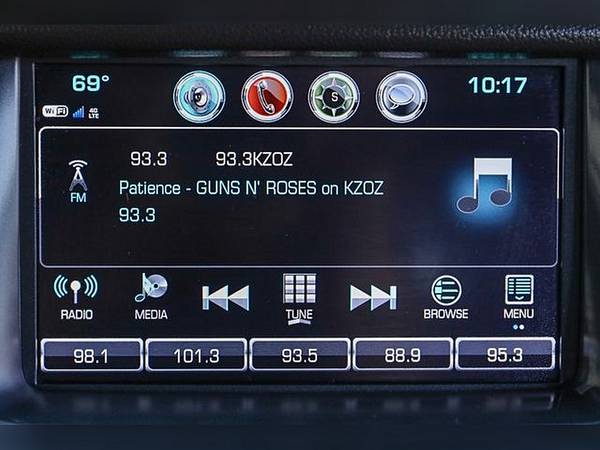 69°
S
10:17
WiFi
4G
LTE
93.3 93.3KZOZ
Patience - GUNS N' ROSES on KZOZ
93.3
FM
RADIO
MEDIA
TUNE
BROWSE
MENU
98.1
101.3
93.5
88.9
95.3